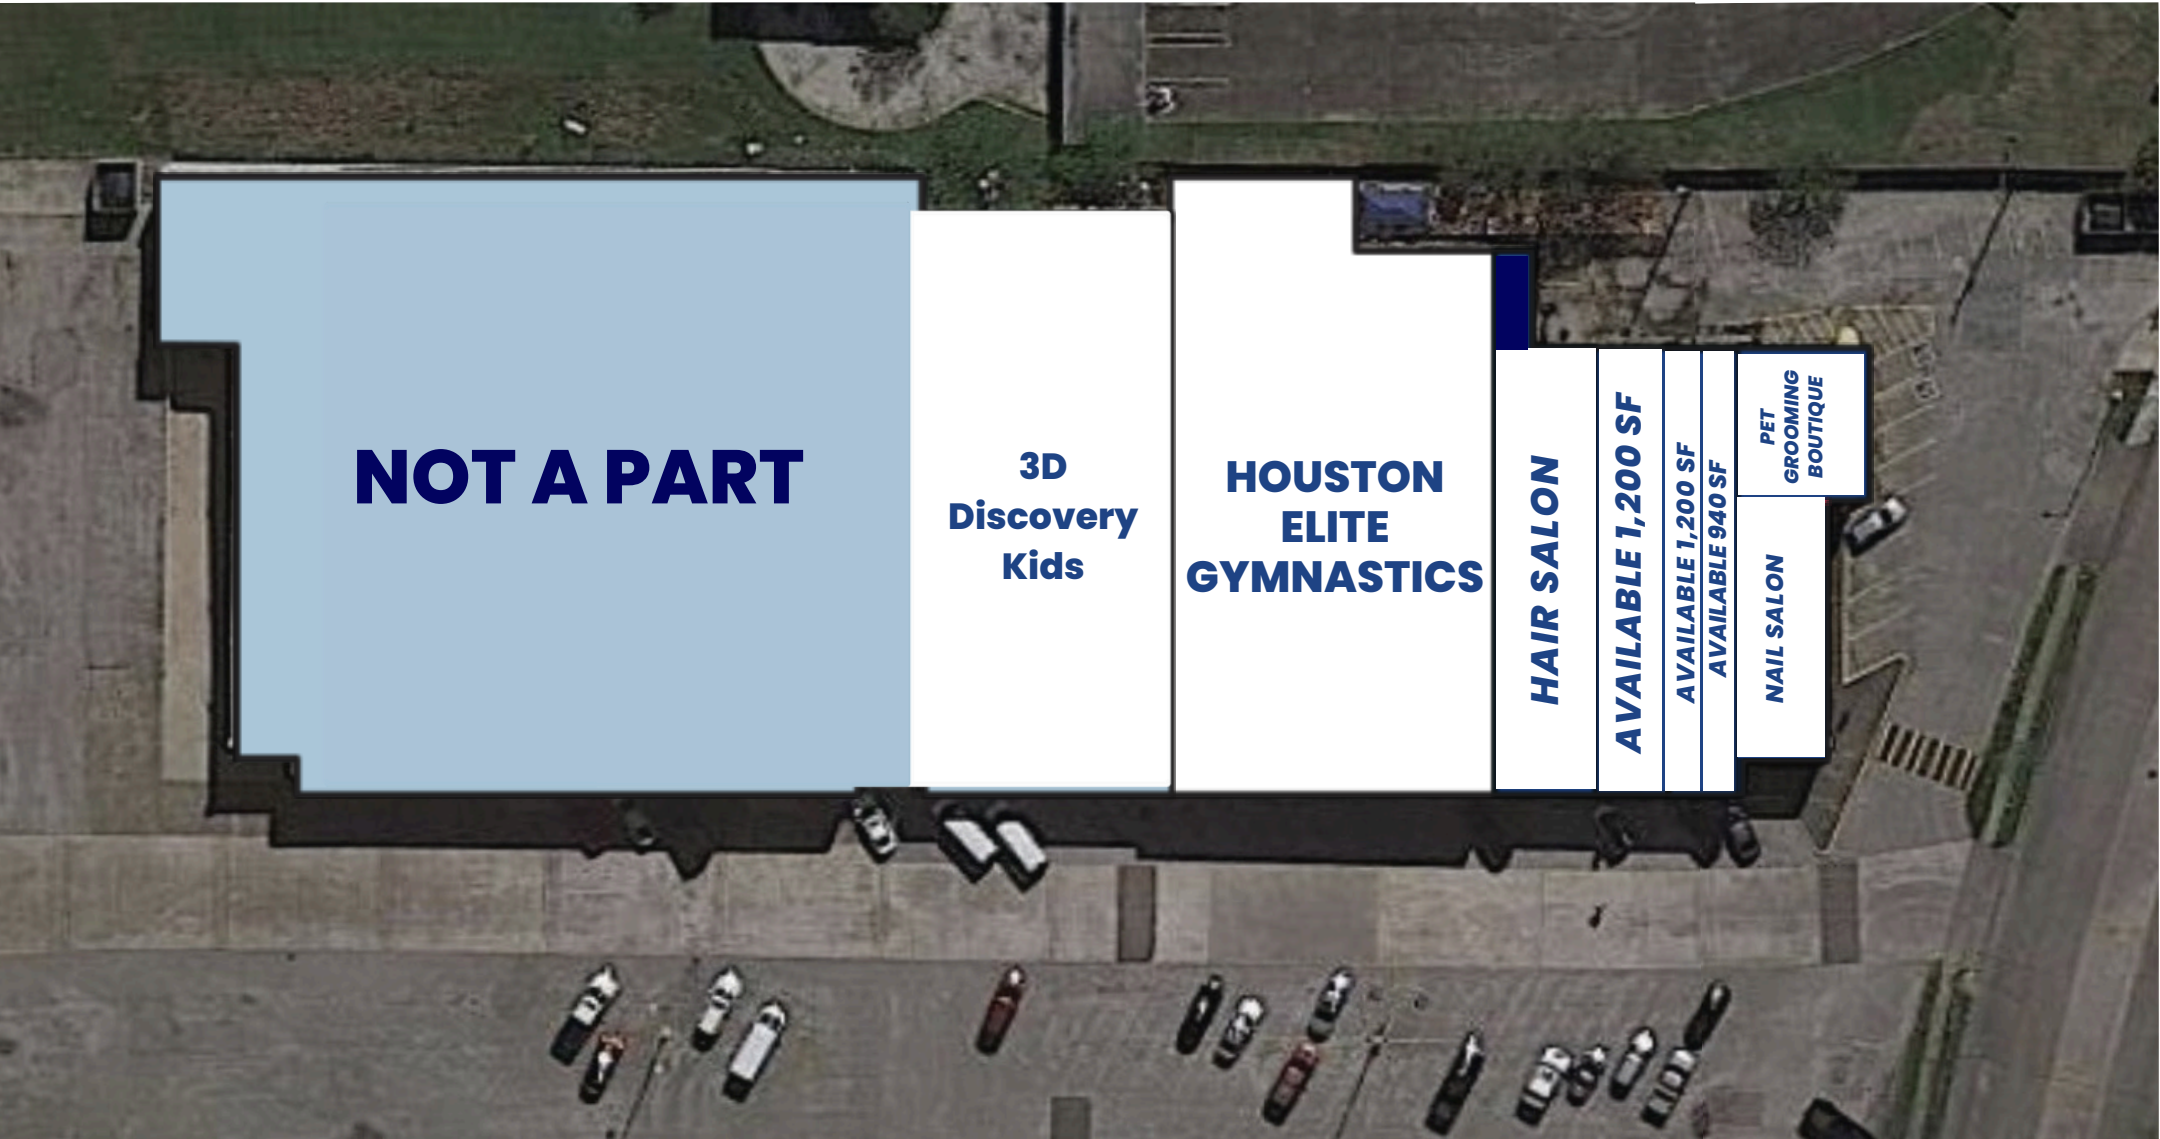 NOT A PART
3D
Discovery
Kids
HOUSTON
ELITE
GYMNASTICS
HAIR SALON
AVAILABLE 1,200 SF
AVAILABLE 1,200 SF
AVAILABLE 940 SF
PET
GROOMING
BOUTIQUE
NAIL SALON